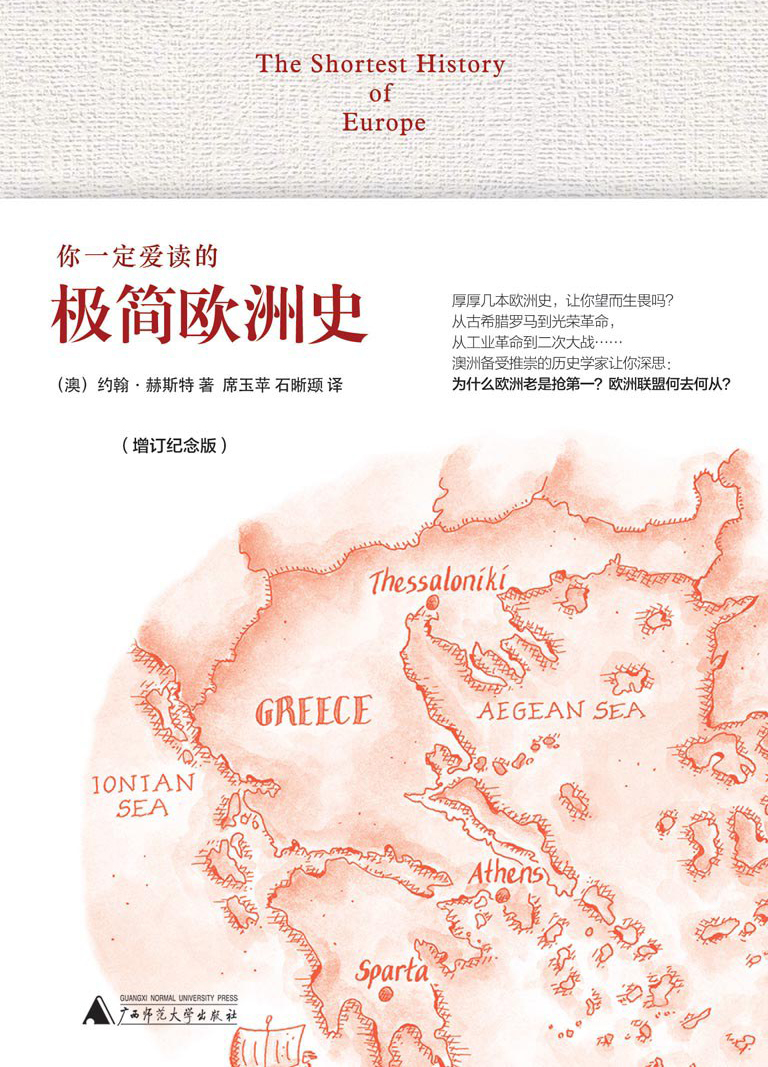 The Shortest History
of
Europe
你一定爱读的
极简欧洲史
（澳）约翰·赫斯特 著 席玉苹 石晰颋 译
（增订纪念版）
厚厚几本欧洲史，让你望而生畏吗？
从古希腊罗马到光荣革命，
从工业革命到二次大战……
澳洲备受推崇的历史学家让你深思：
为什么欧洲老是抢第一？欧洲联盟何去何从？
Thessaloniki
GREECE
AEGEAN SEA
IONIAN
SEA
Athens
Sparta
GUANGXI NORMAL UNIVERSITY PRESS
广西师范大学出版社